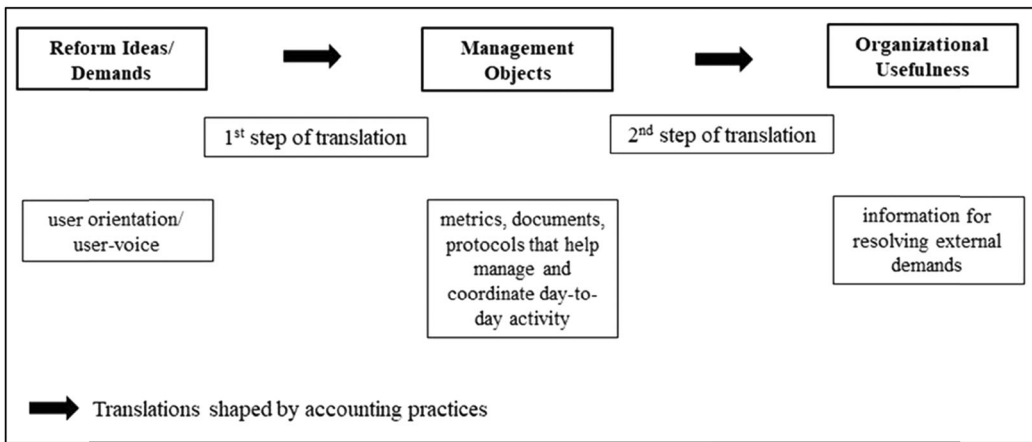 Reform Ideas/
Demands
Management
Objects
Organizational
Usefulness
1st step of translation
2nd step of translation
user orientation/
user-voice
metrics, documents,
protocols that help
manage and
coordinate day-to-
day activity
information for
resolving external
demands
Translations shaped by accounting practices